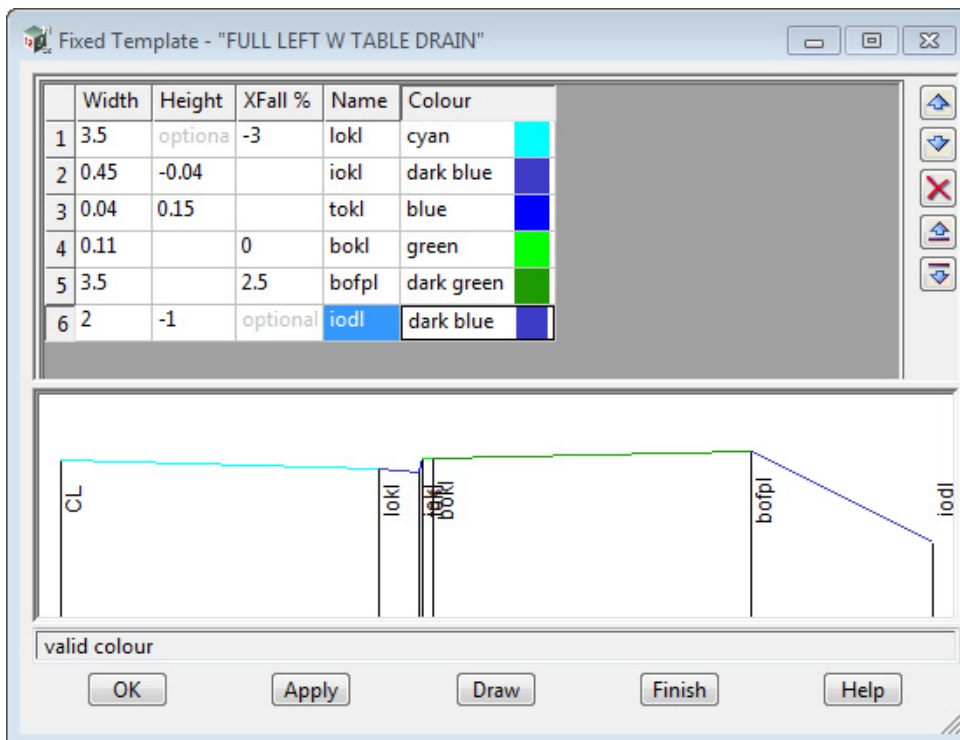 Fixed Template - "FULL LEFT W TABLE DRAIN"
Width Height XFall % Name Colour
1 3.5 optiona -3 lokl cyan
2 0.45 -0.04 iokl dark blue
3 0.04 0.15 tokl blue
4 0.11 0 bokl green
5 3.5 2.5 bofpl dark green
6 2 -1 optional iodl dark blue
CL lokl bokl bofpl iodl
valid colour
OK Apply Draw Finish Help